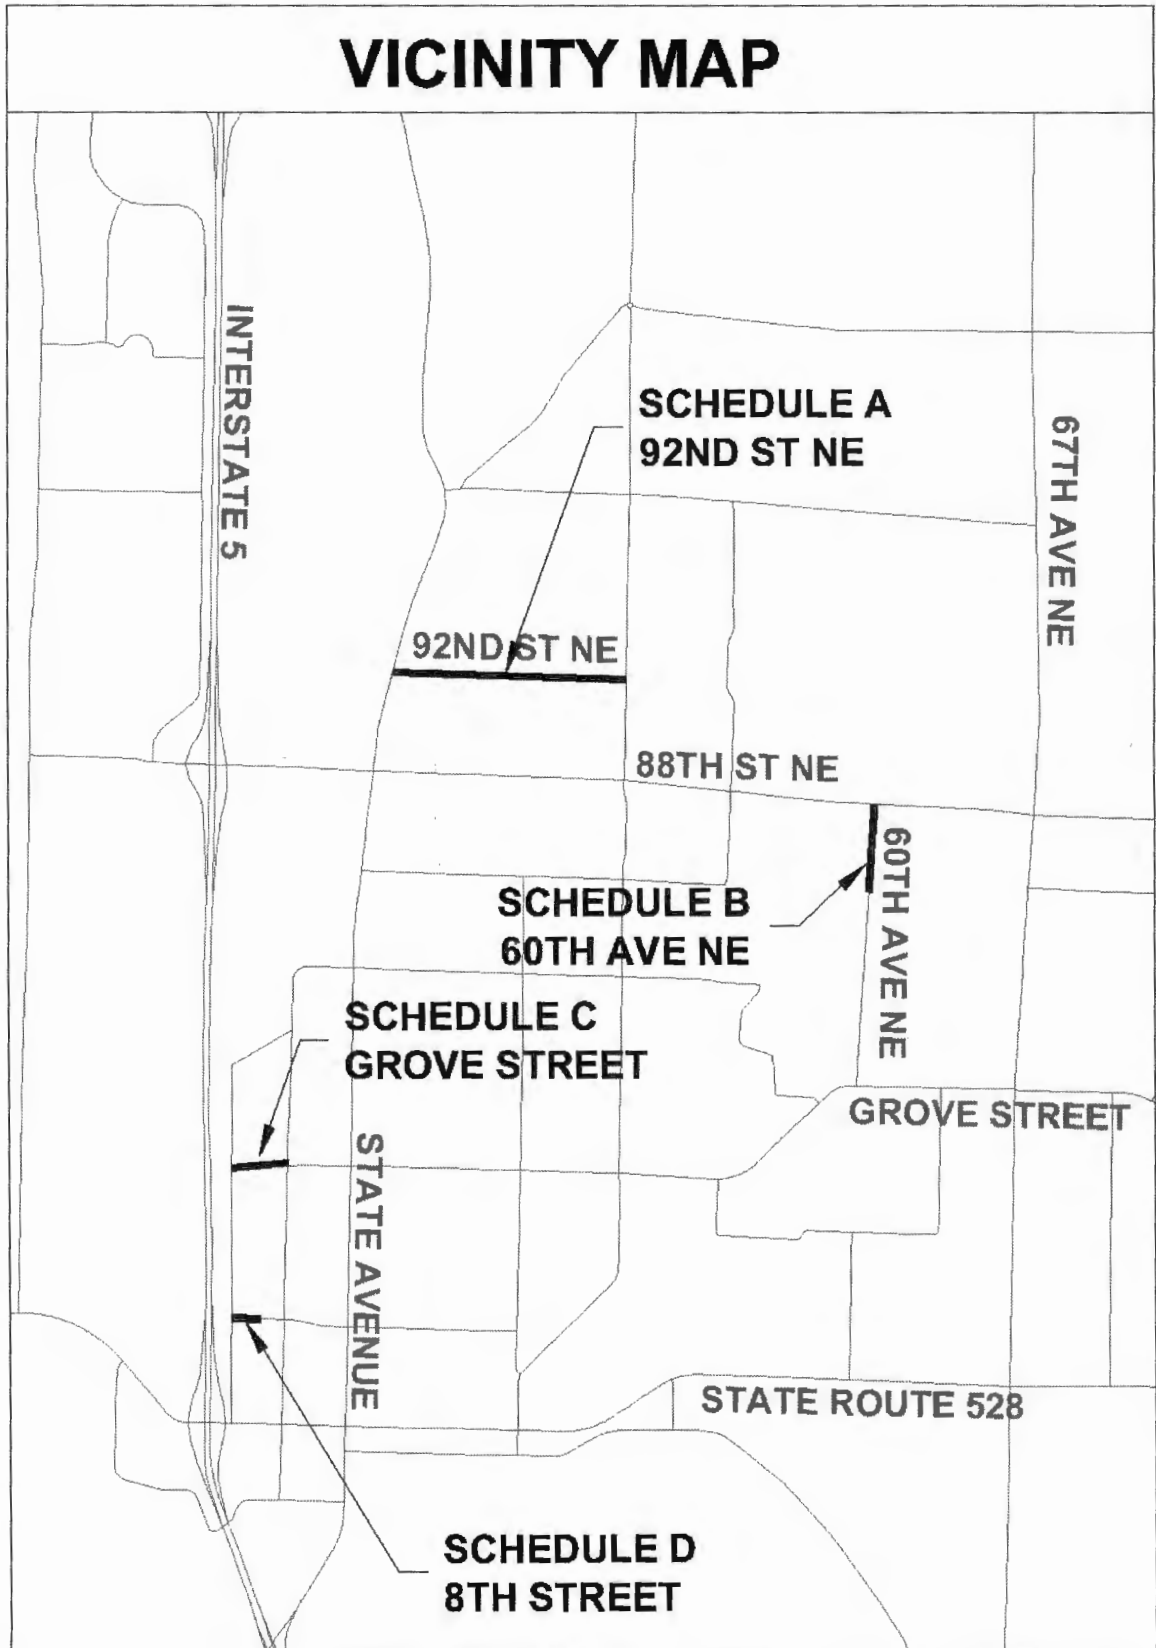 VICINITY MAP
INTERSTATE 5
SCHEDULE A
92ND ST NE
67TH AVE NE
92ND ST NE
88TH ST NE
60TH AVE NE
SCHEDULE B
60TH AVE NE
SCHEDULE C
GROVE STREET
GROVE STREET
STATE AVENUE
STATE ROUTE 528
SCHEDULE D
8TH STREET